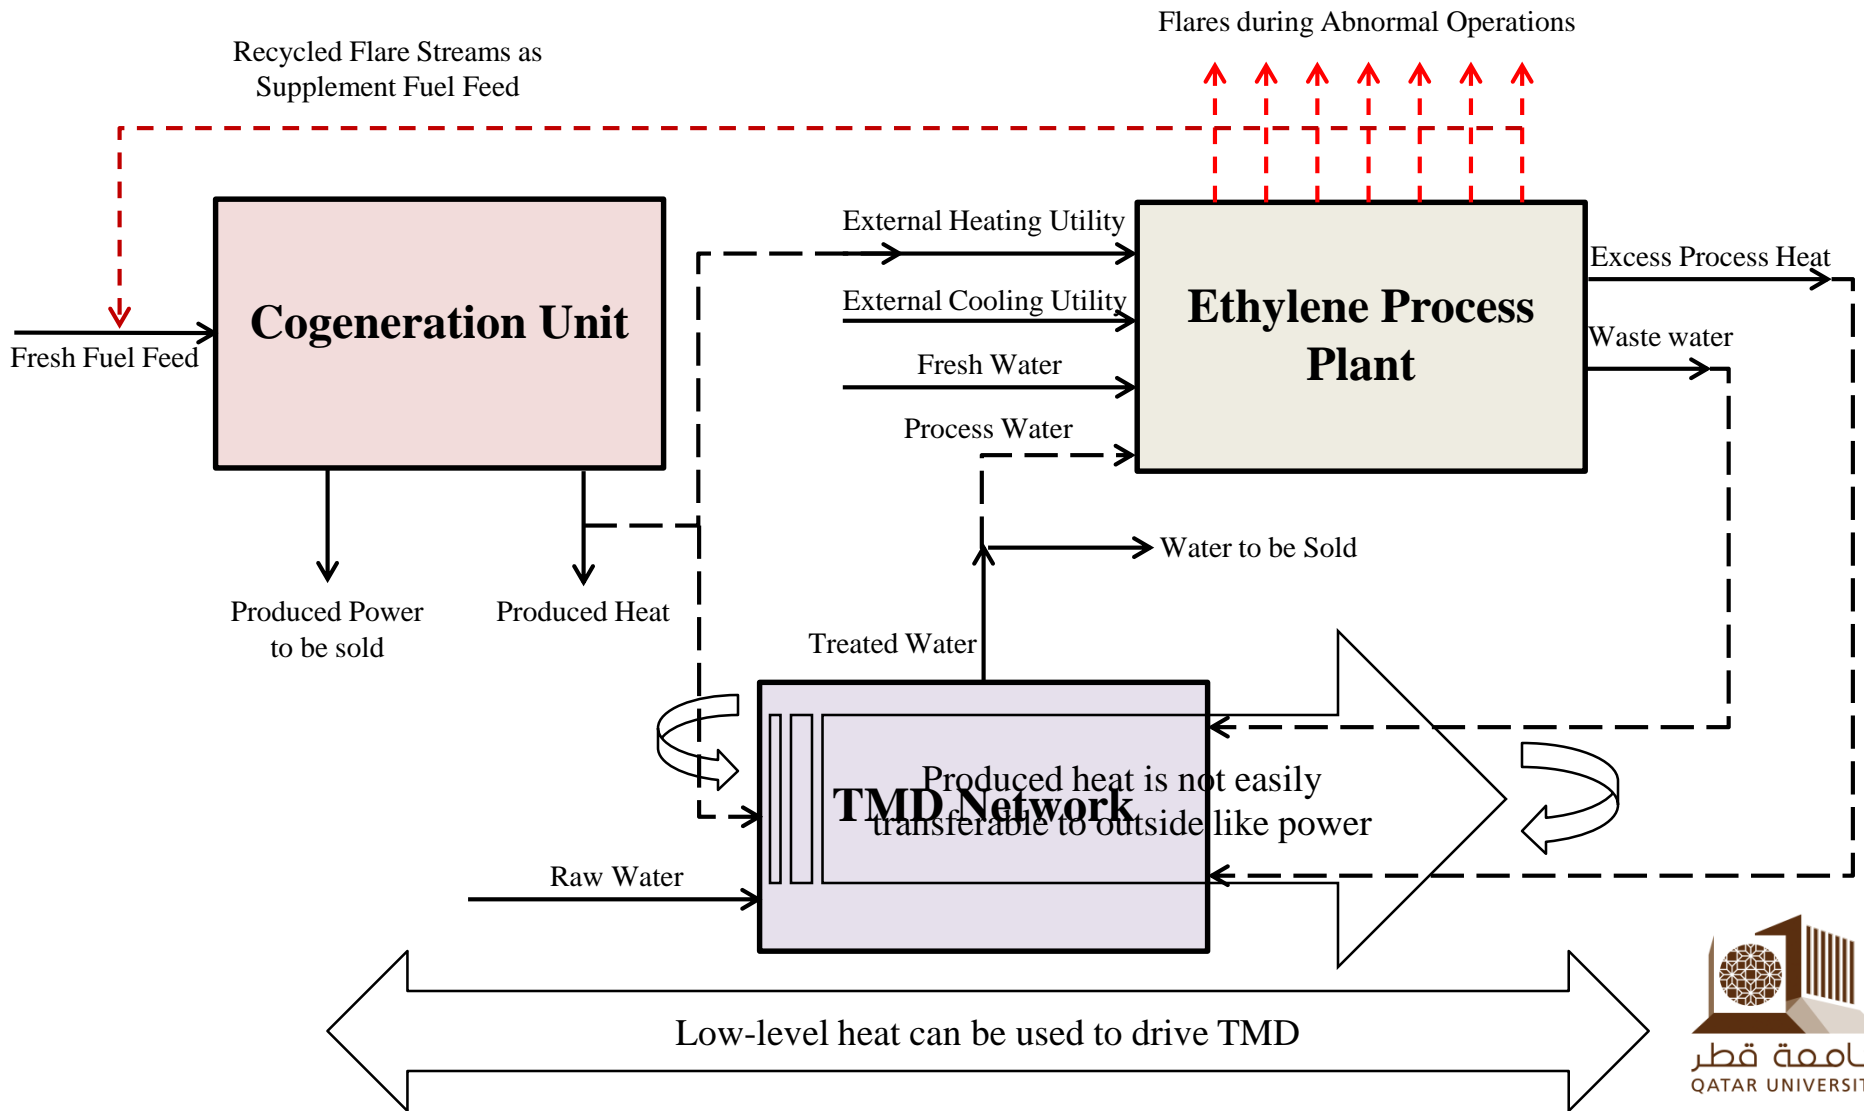 Flares during Abnormal Operations
Recycled Flare Streams as
Supplement Fuel Feed
External Heating Utility
Excess Process Heat
Cogeneration Unit
External Cooling Utility
Ethylene Process
Plant
Fresh Fuel Feed
Fresh Water
Waste water
Process Water
Water to be Sold
Produced Power
to be sold
Produced Heat
Treated Water
Produced heat is not easily
transferable to outside like power
TMD Network
Raw Water
Low-level heat can be used to drive TMD
QATAR UNIVERSIT